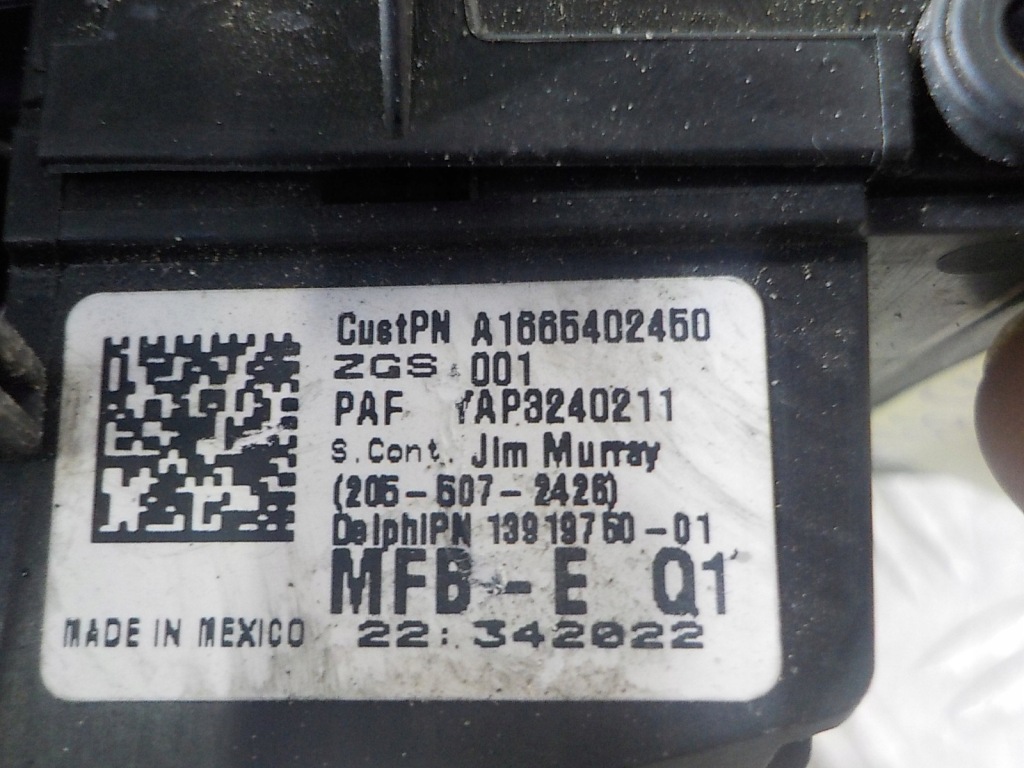 CustPN A1665402450
ZGS 001
PAF YAP3240211
S.Cont. Jim Murray
(205-507-2426)
DelphiPN 13919750-01
MFB-E Q1
22:342022
MADE IN MEXICO